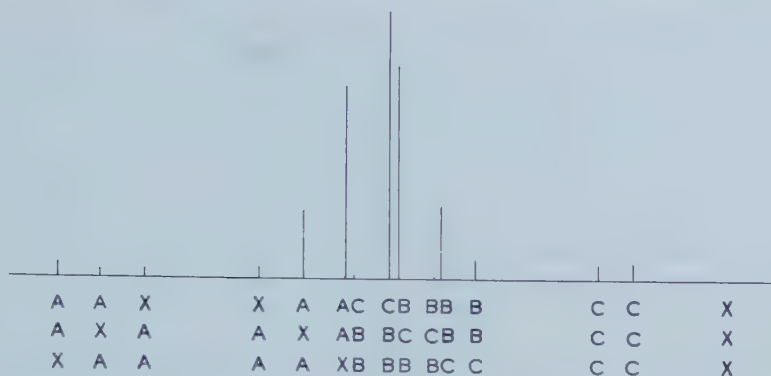 A A X X A AC CB BB B C C X
A X A A X AB BC CB B C C X
X A A A A XB BB BC C C C X